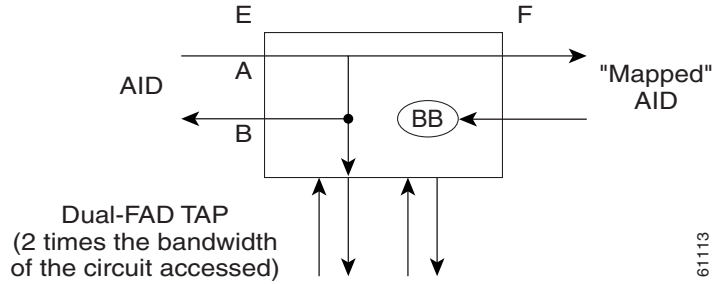 E
F
A
AID
"Mapped"
AID
B
BB
Dual-FAD TAP
(2 times the bandwidth
of the circuit accessed)
61113